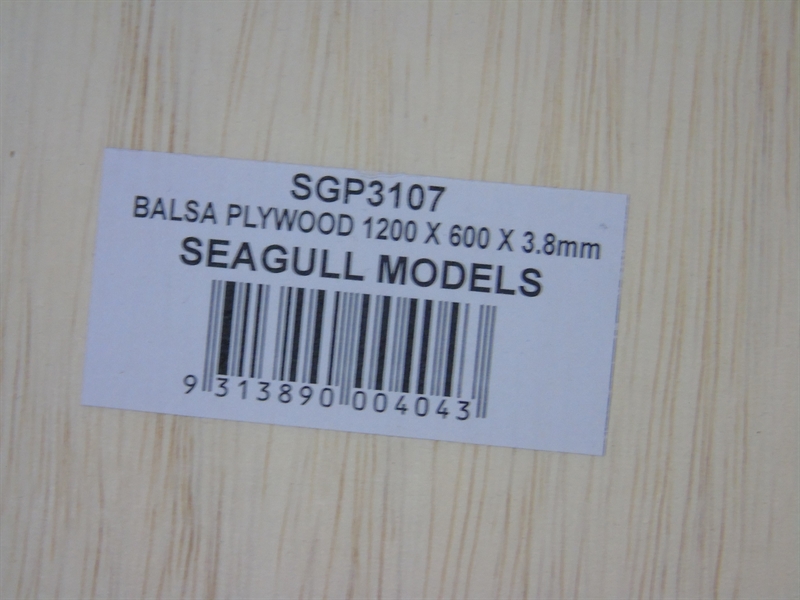 SGP3107
BALSA PLYWOOD 1200 X 600 X 3.8mm
SEAGULL MODELS
9 313890 004043